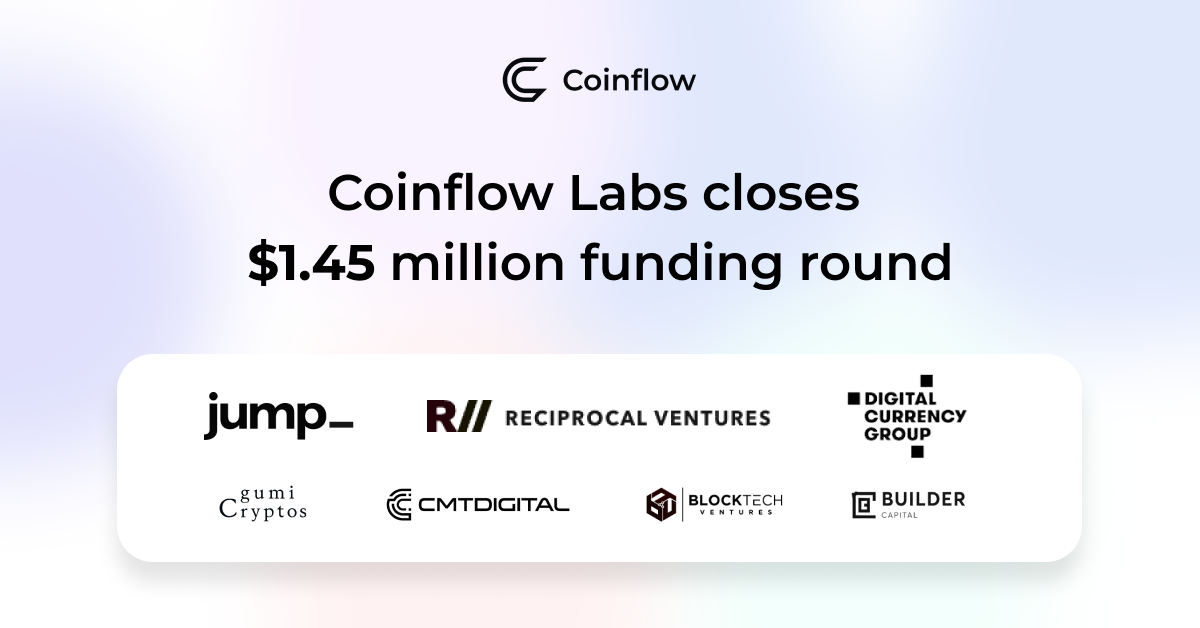 Coinflow
Coinflow Labs closes
$1.45 million funding round
jump_
R// RECIPROCAL VENTURES
DIGITAL
CURRENCY
GROUP
gumi
Cryptos
CMTDIGITAL
BLOCKTECH
VENTURES
BUILDER
CAPITAL